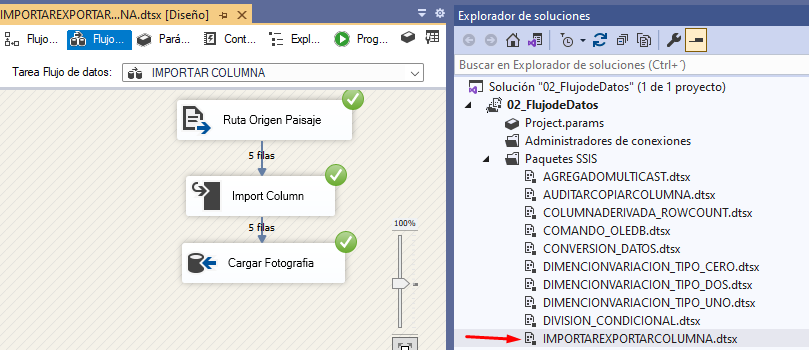 IMPORTAREXPORTAR...NA.dtsx [Diseño]
Flujo... Flujo... Pará... Cont... Explo... Prog...
Tarea Flujo de datos: IMPORTAR COLUMNA
Ruta Origen Paisaje
5 filas
Import Column
5 filas
Cargar Fotografia
100%
Explorador de soluciones
Buscar en Explorador de soluciones (Ctrl+´)
Solución "02_FlujodeDatos" (1 de 1 proyecto)
02_FlujodeDatos
Project.params
Administradores de conexiones
Paquetes SSIS
AGREGADOMULTICAST.dtsx
AUDITARCOPIARCOLUMNA.dtsx
COLUMNADERIVADA_ROWCOUNT.dtsx
COMANDO_OLEDB.dtsx
CONVERSION_DATOS.dtsx
DIMENCIONVARIACION_TIPO_CERO.dtsx
DIMENCIONVARIACION_TIPO_DOS.dtsx
DIMENCIONVARIACION_TIPO_UNO.dtsx
DIVISION_CONDICIONAL.dtsx
IMPORTAREXPORTARCOLUMNA.dtsx